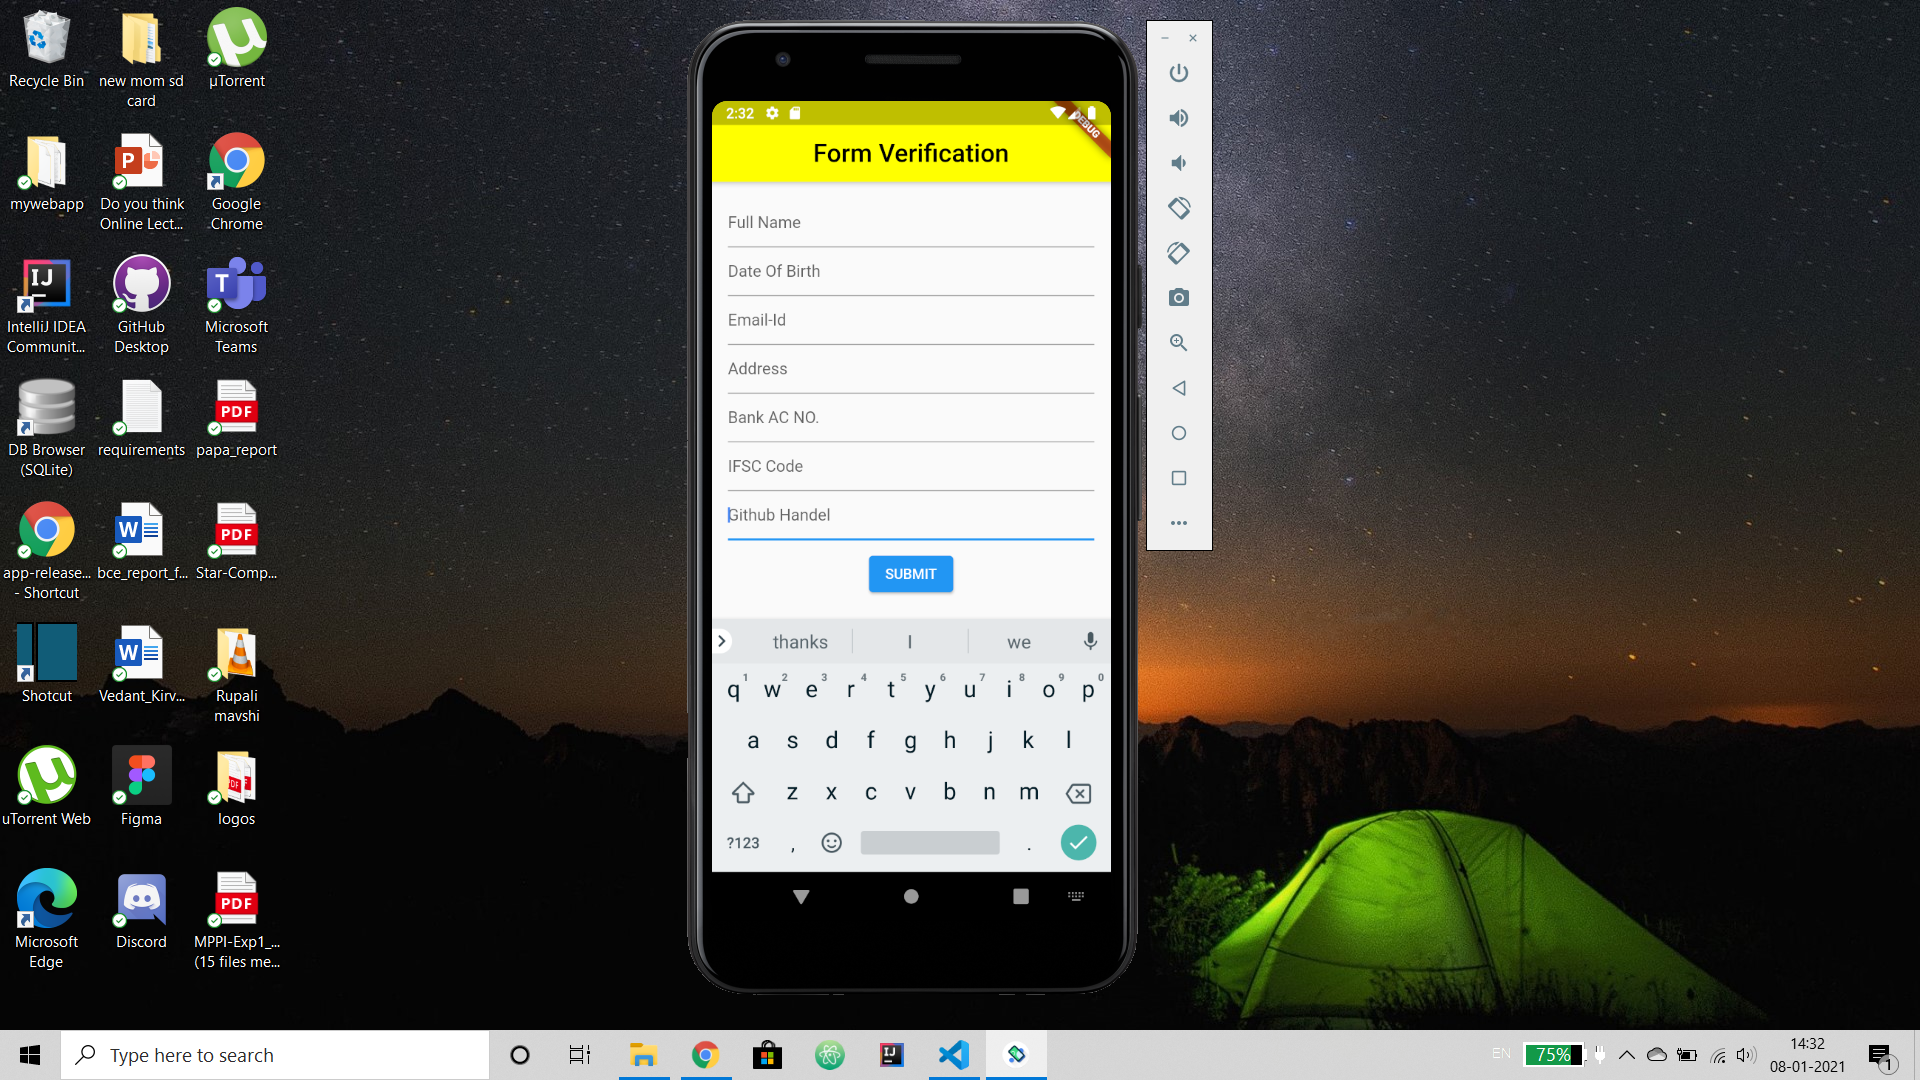 Recycle Bin
new mom sd
card
µTorrent
mywebapp
Do you think
Online Lect...
Google
Chrome
IntelliJ IDEA
Communit...
GitHub
Desktop
Microsoft
Teams
DB Browser
(SQLite)
requirements
PDF
papa_report
app-release...
- Shortcut
bce_report_f...
PDF
Star-Comp...
Shotcut
Vedant_Kirv...
Rupali
mavshi
uTorrent Web
Figma
logos
Microsoft
Edge
Discord
PDF
MPPI-Exp1_...
(15 files me...
2:32
DEBUG
Form Verification
Full Name
Date Of Birth
Email-Id
Address
Bank AC NO.
IFSC Code
Github Handel
SUBMIT
thanks I we
1 2 3 4 5 6 7 8 9 0
q w e r t y u i o p
a s d f g h j k l
z x c v b n m
?123 , .
Type here to search
EN
75%
14:32
08-01-2021
1